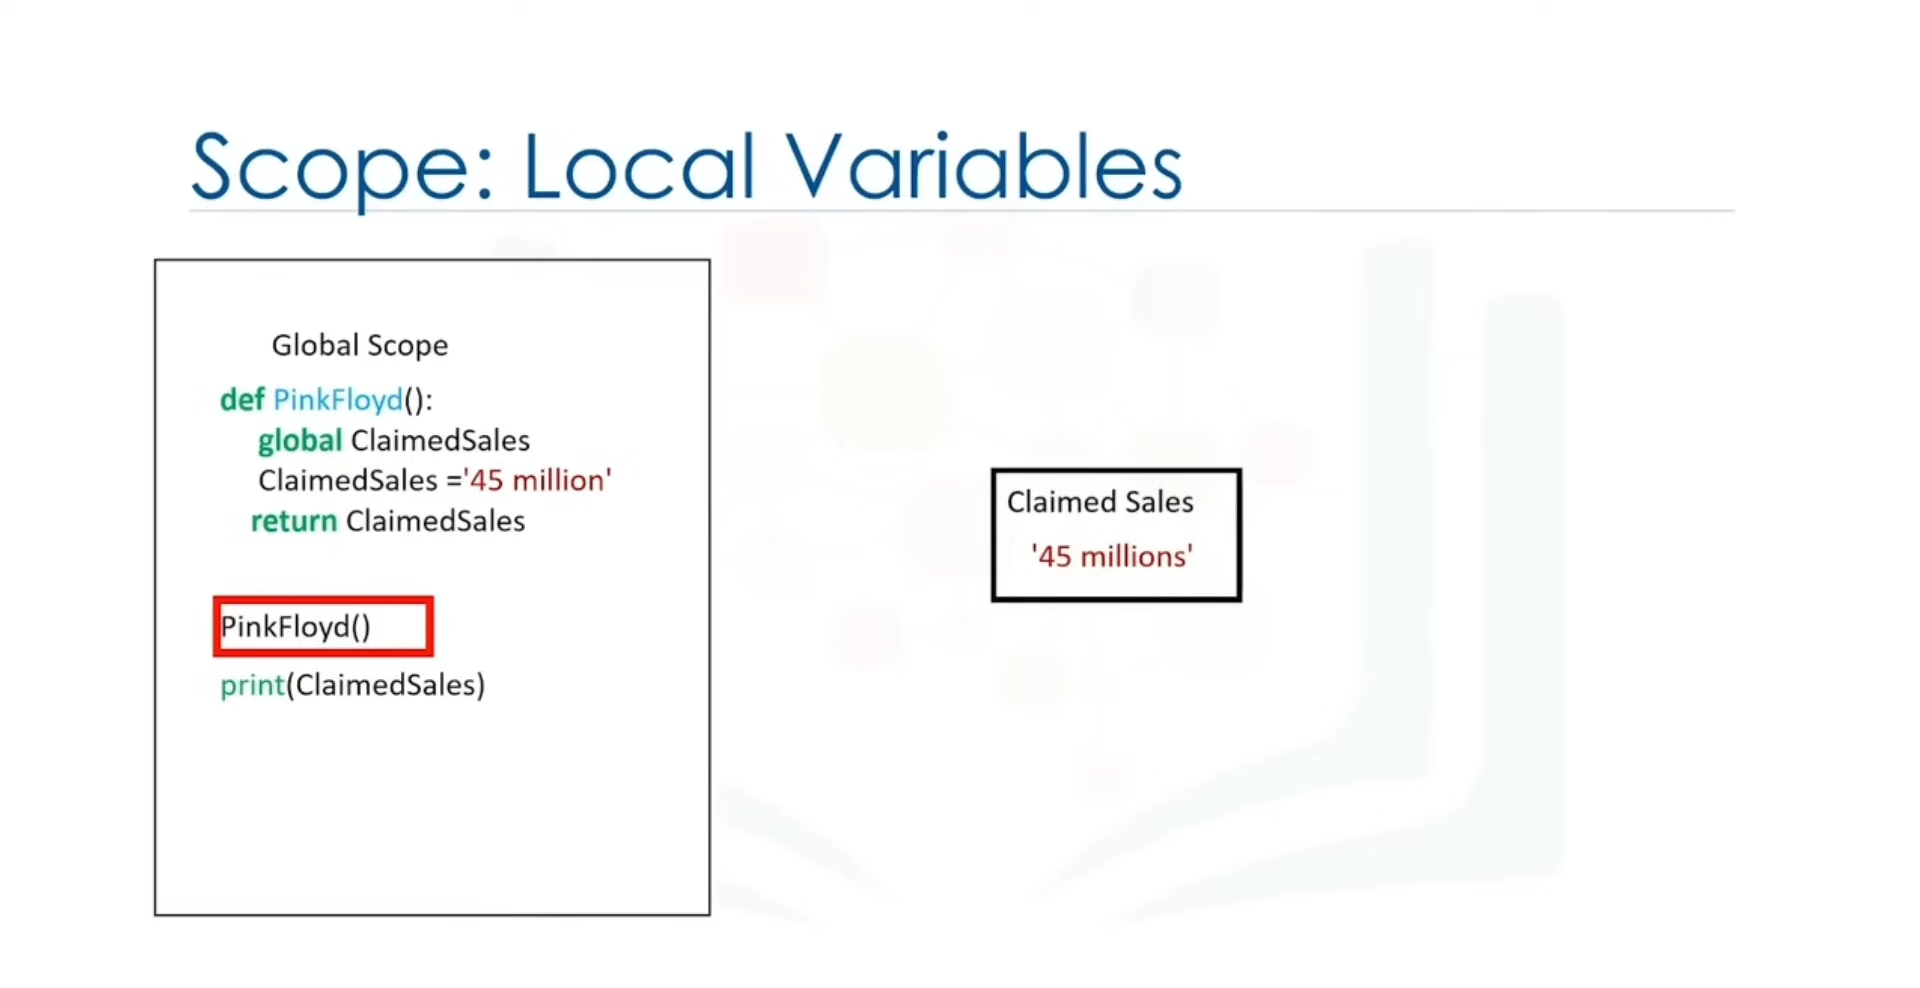 Scope: Local Variables
Global Scope
def PinkFloyd():
global ClaimedSales
ClaimedSales ='45 million'
return ClaimedSales
PinkFloyd()
print(ClaimedSales)
Claimed Sales
'45 millions'